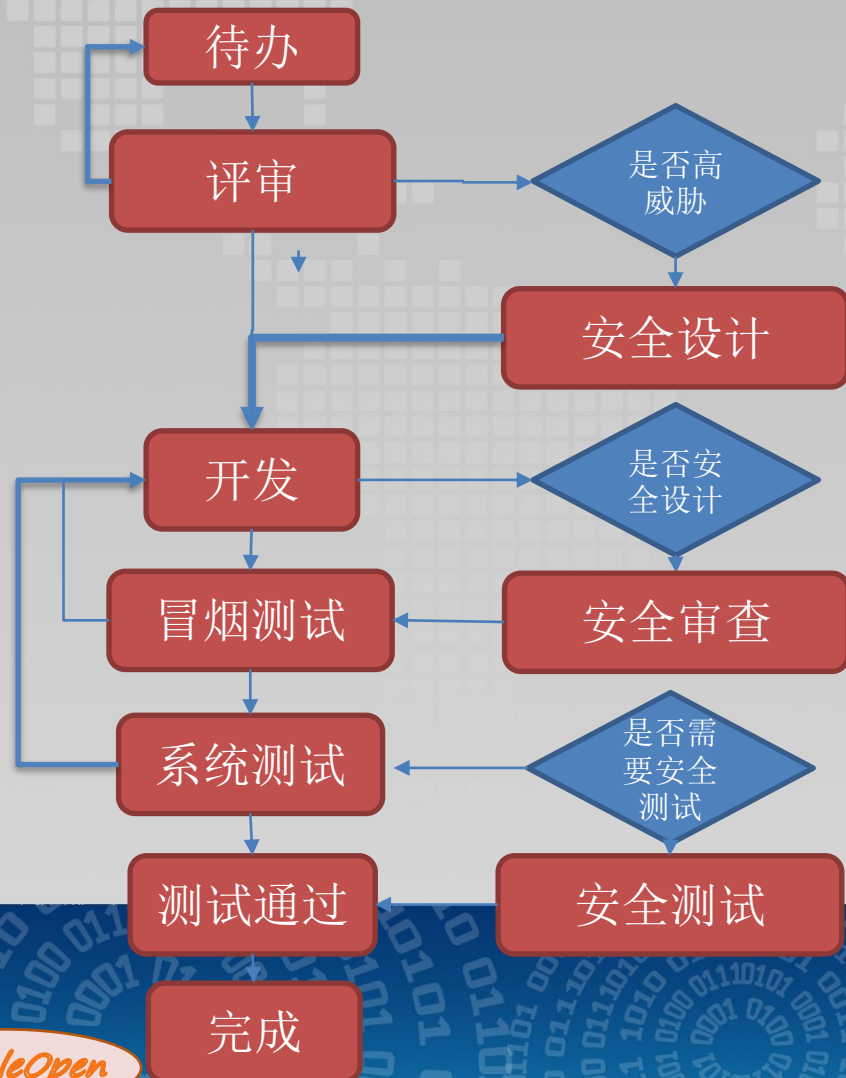 待办
评审
是否高
威胁
安全设计
开发
是否安
全设计
冒烟测试
安全审查
系统测试
是否需
要安全
测试
测试通过
安全测试
完成